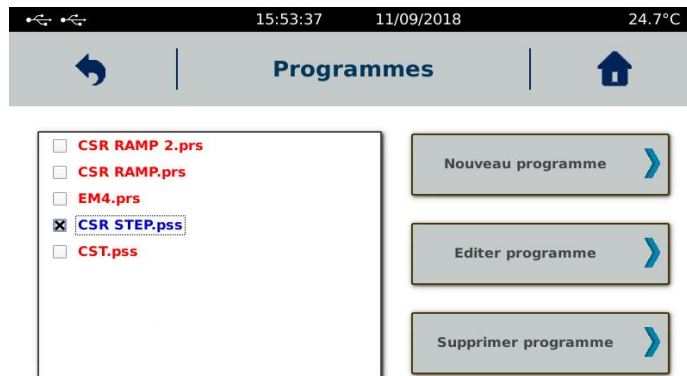 15:53:37 11/09/2018 24.7°C
Programmes
CSR RAMP 2.prs
CSR RAMP.prs
EM4.prs
CSR STEP.pss
CST.pss
Nouveau programme
Editer programme
Supprimer programme